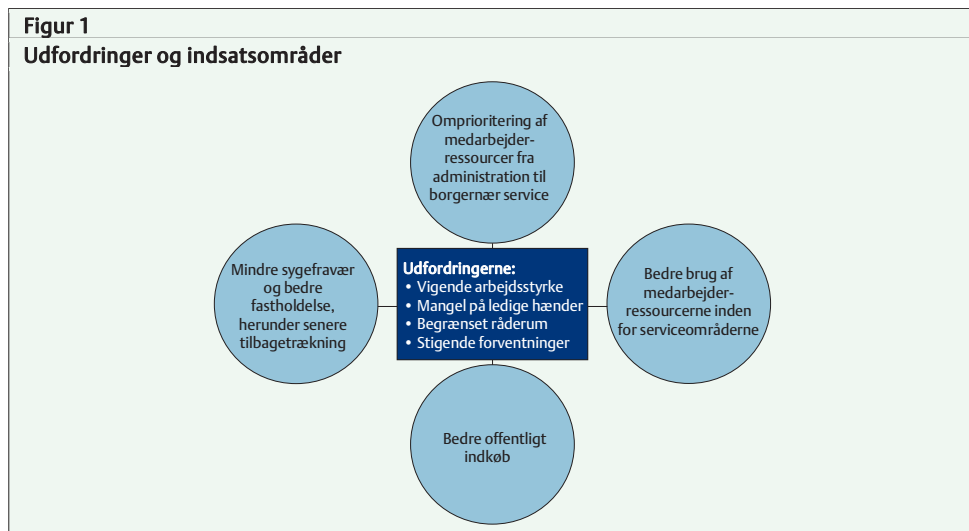 Figur 1
Udfordringer og indsatsområder
Omprioritering af
medarbejder-
ressourcer fra
administration til
borgernær service
Mindre sygefravær
og bedre
fastholdelse,
herunder senere
tilbagetrækning
Udfordringerne:
• Vigende arbejdsstyrke
• Mangel på ledige hænder
• Begrænset råderum
• Stigende forventninger
Bedre brug af
medarbejder-
ressourcerne inden
for serviceområderne
Bedre offentligt
indkøb